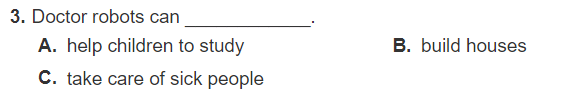 3. Doctor robots can ____________.
A. help children to study B. build houses
C. take care of sick people